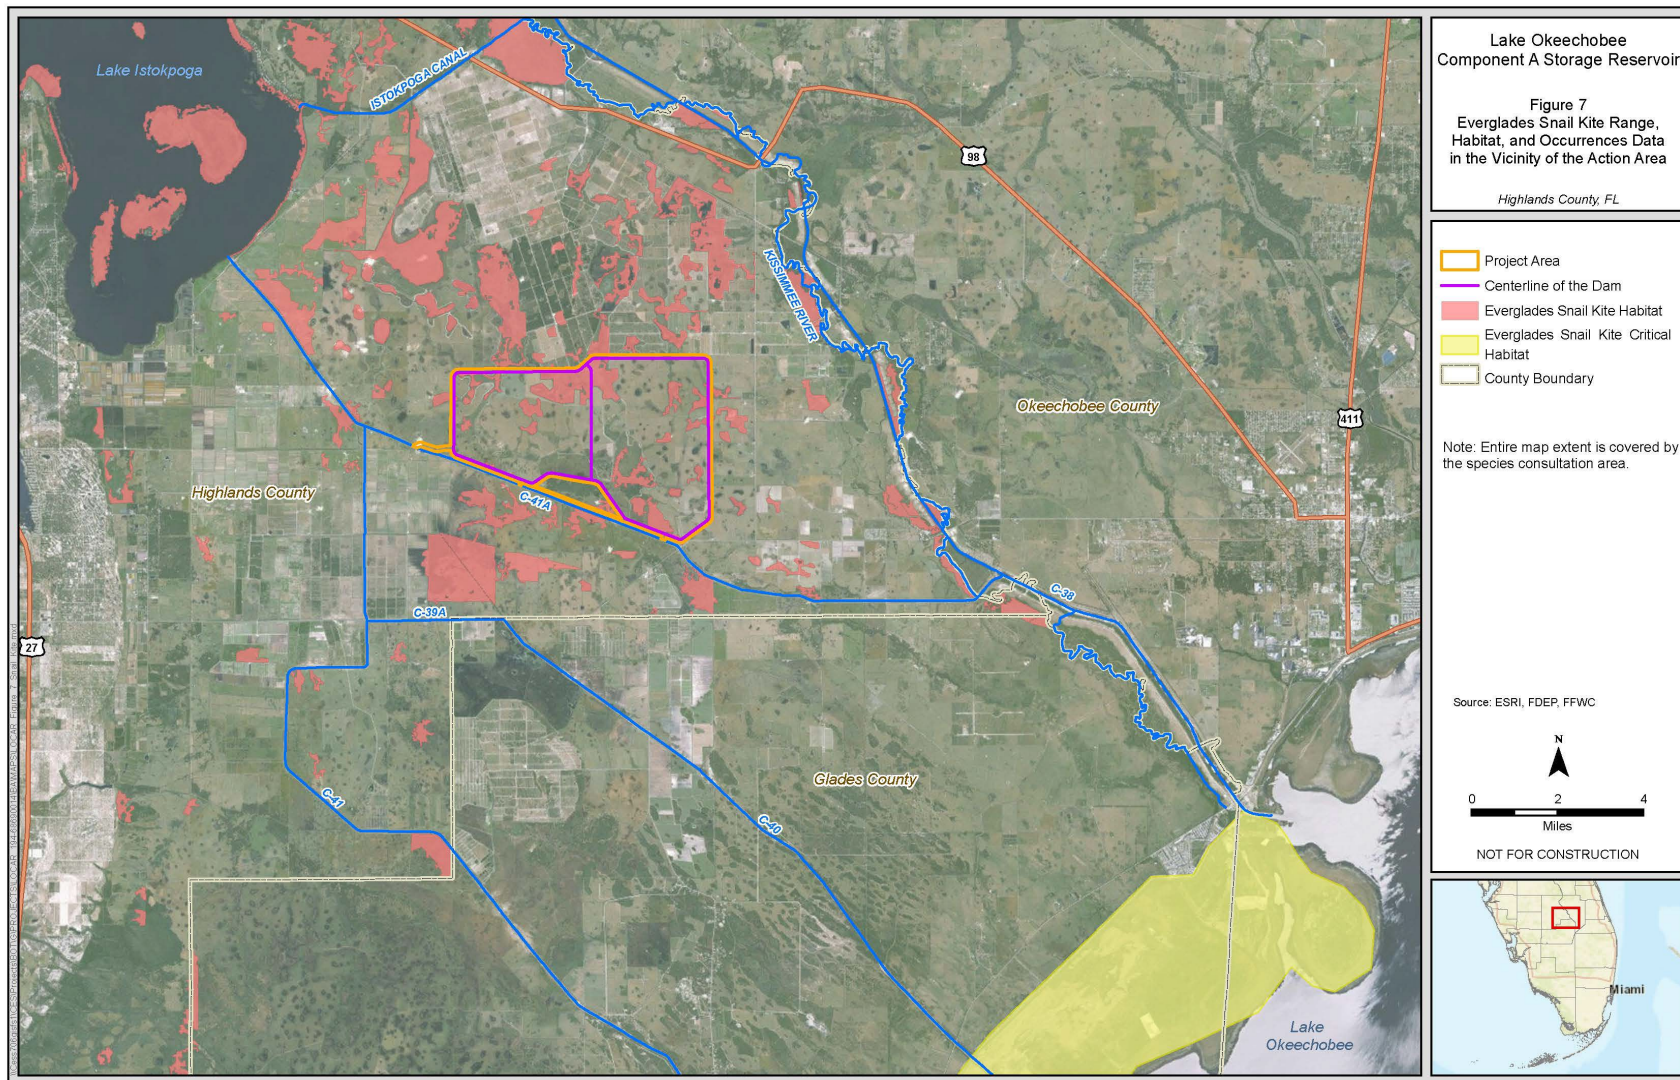 Lake Istokpoga
ISTOKPOGA CANAL
98
KISSIMMEE RIVER
Okeechobee County
411
Highlands County
C-41A
C-39A
C-38
27
Glades County
C-41
C-40
Lake
Okeechobee
Lake Okeechobee
Component A Storage Reservoir
Figure 7
Everglades Snail Kite Range,
Habitat, and Occurrences Data
in the Vicinity of the Action Area
Highlands County, FL
Project Area
Centerline of the Dam
Everglades Snail Kite Habitat
Everglades Snail Kite Critical
Habitat
County Boundary
Note: Entire map extent is covered by
the species consultation area.
Source: ESRI, FDEP, FFWC
N
0 2 4
Miles
NOT FOR CONSTRUCTION
Miami